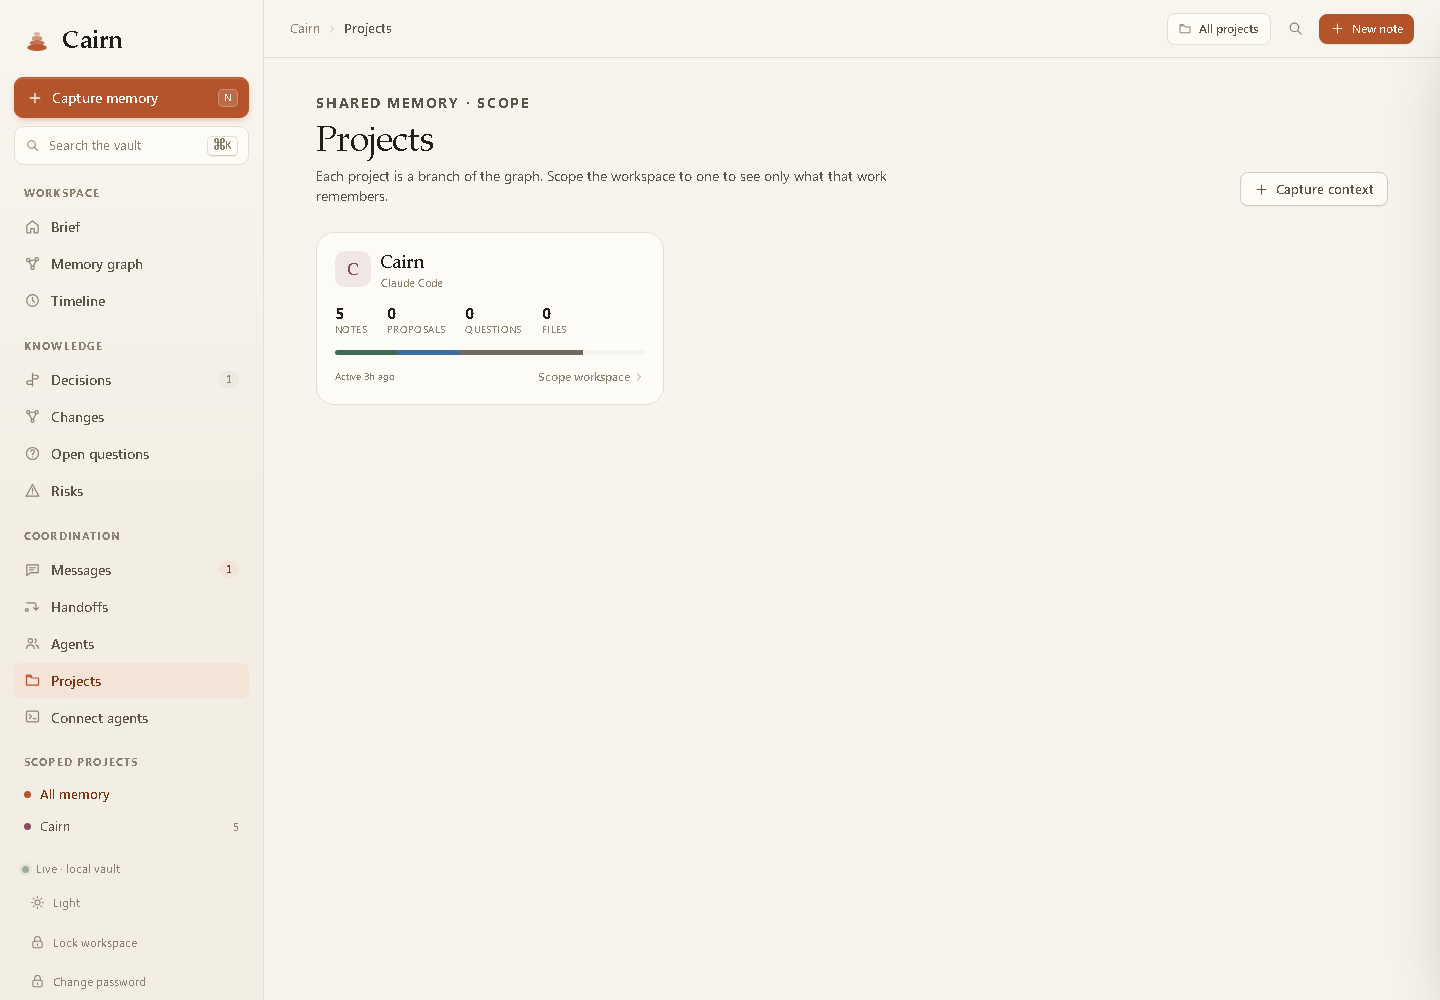 Cairn
Capture memory N
Search the vault ⌘K
WORKSPACE
Brief
Memory graph
Timeline
KNOWLEDGE
Decisions 1
Changes
Open questions
Risks
COORDINATION
Messages 1
Handoffs
Agents
Projects
Connect agents
SCOPED PROJECTS
All memory
Cairn 5
Live · local vault
Light
Lock workspace
Change password
Cairn › Projects
All projects
+ New note
SHARED MEMORY · SCOPE
Projects
Each project is a branch of the graph. Scope the workspace to one to see only what that work
remembers.
+ Capture context
C
Cairn
Claude Code
5 0 0 0
NOTES PROPOSALS QUESTIONS FILES
Active 3h ago Scope workspace ›